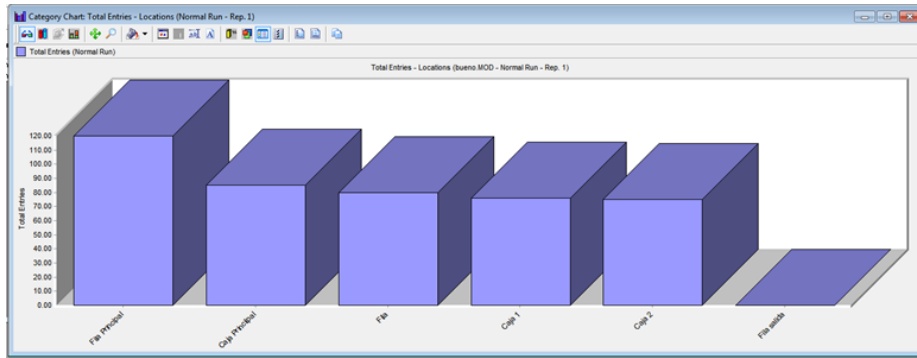 Category Chart: Total Entries - Locations (Normal Run - Rep. 1)
Total Entries (Normal Run)
Total Entries - Locations (bueno.MOD - Normal Run - Rep. 1)
120.00
110.00
100.00
90.00
80.00
70.00
60.00
50.00
40.00
30.00
20.00
10.00
0.00
Total Entries
Fila Principal
Caja Principal
Fila
Caja 1
Caja 2
Fila salida